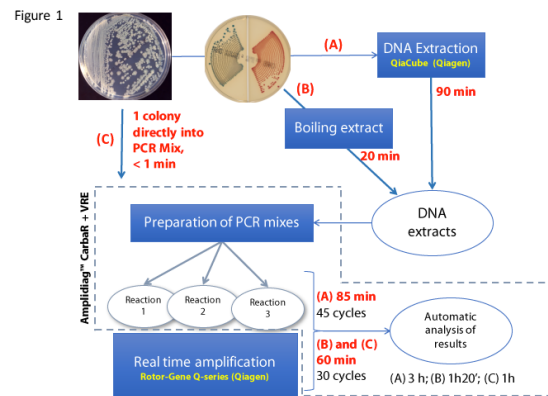 Figure 1
(A)
DNA Extraction
QiaCube (Qiagen)
(B)
90 min
(C)
1 colony
directly into
PCR Mix,
< 1 min
Boiling extract
20 min
Amplidiag™ CarbaR + VRE
Preparation of PCR mixes
DNA
extracts
Reaction
1
Reaction
2
Reaction
3
(A) 85 min
45 cycles
(B) and (C)
60 min
30 cycles
Automatic
analysis of
results
Real time amplification
Rotor-Gene Q-series (Qiagen)
(A) 3 h; (B) 1h20'; (C) 1h